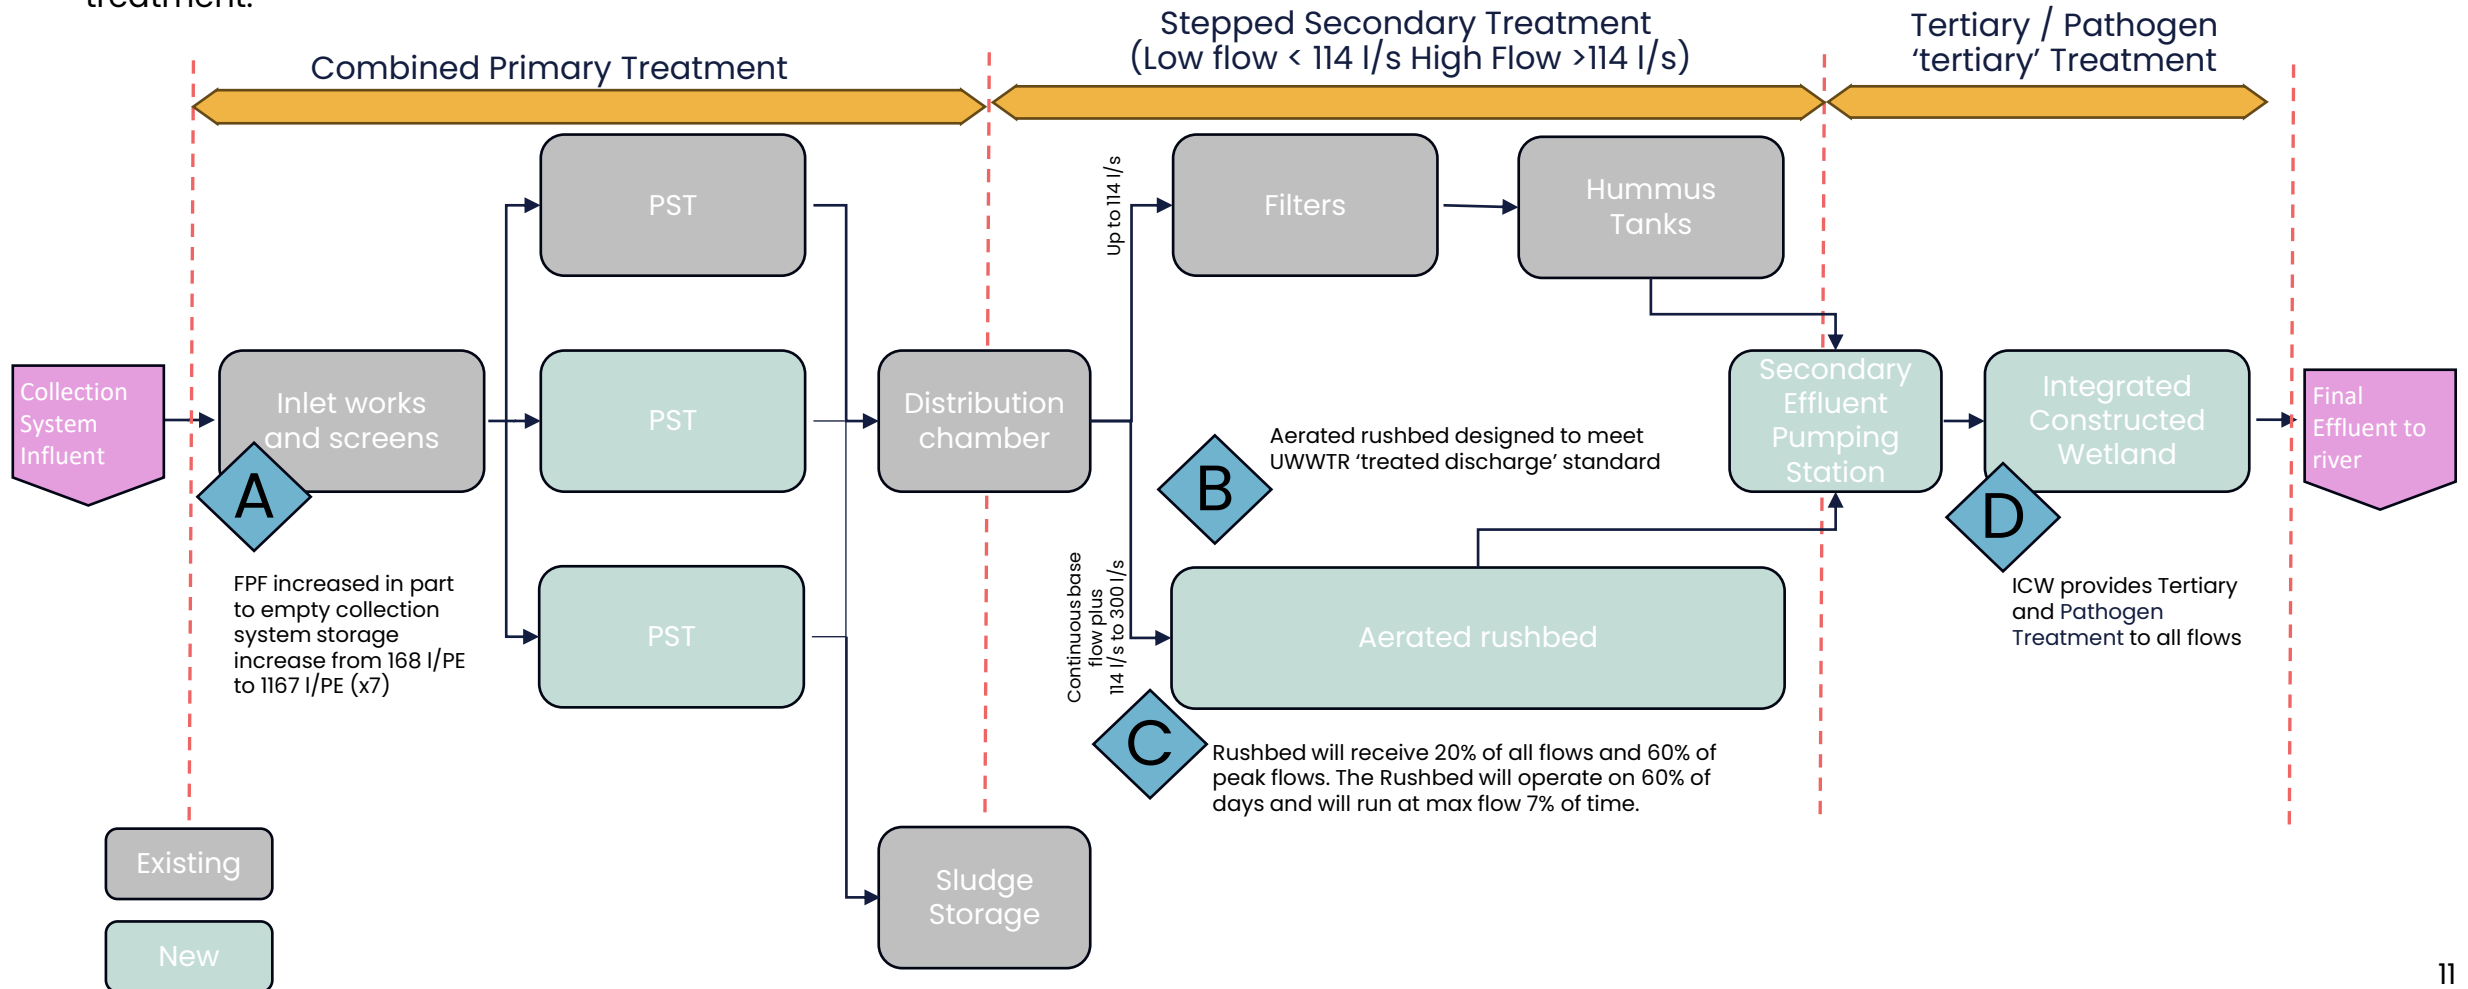 treatment.
Combined Primary Treatment
Stepped Secondary Treatment
(Low flow < 114 l/s High Flow >114 l/s)
Tertiary / Pathogen
‘tertiary’ Treatment
Collection
System
Influent
Inlet works
and screens
A
FPF increased in part
to empty collection
system storage
increase from 168 l/PE
to 1167 l/PE (x7)
PST
PST
PST
Distribution
chamber
Sludge
Storage
Up to 114 l/s
Filters
Hummus
Tanks
B
Aerated rushbed designed to meet
UWWTR ‘treated discharge’ standard
Continuous base
flow plus
114 l/s to 300 l/s
Aerated rushbed
C
Rushbed will receive 20% of all flows and 60% of
peak flows. The Rushbed will operate on 60% of
days and will run at max flow 7% of time.
Secondary
Effluent
Pumping
Station
Integrated
Constructed
Wetland
D
ICW provides Tertiary
and Pathogen
Treatment to all flows
Final
Effluent to
river
Existing
New
11